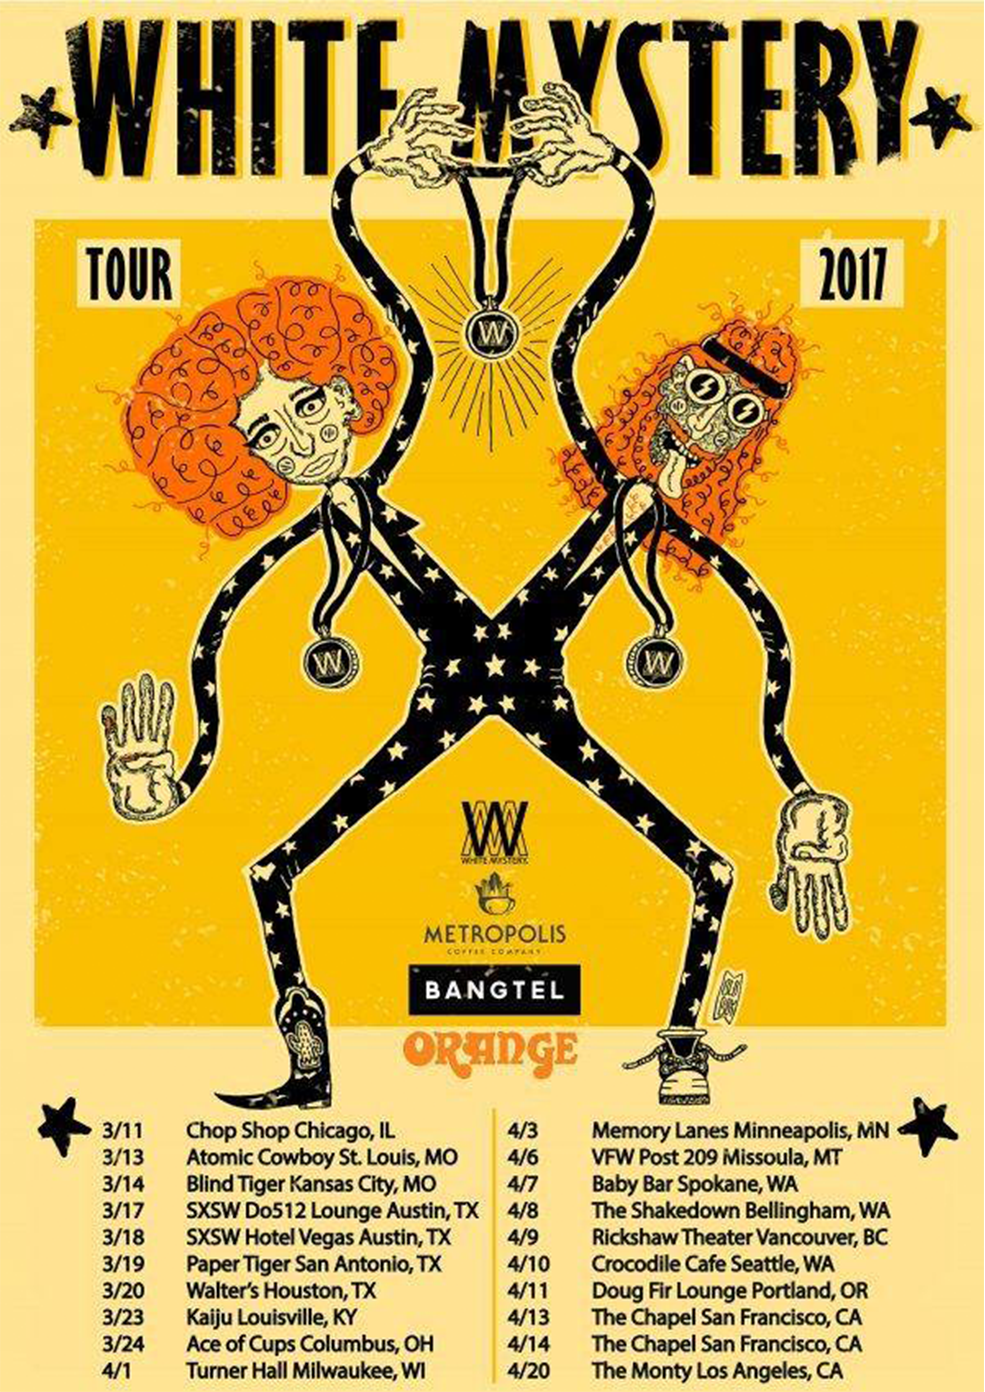 WHITE MYSTERY
TOUR
2017
W
W
W
WHITE MYSTERY
METROPOLIS
COFFEE COMPANY
BANGTEL
ORANGE
3/11 Chop Shop Chicago, IL
3/13 Atomic Cowboy St. Louis, MO
3/14 Blind Tiger Kansas City, MO
3/17 SXSW Do512 Lounge Austin, TX
3/18 SXSW Hotel Vegas Austin, TX
3/19 Paper Tiger San Antonio, TX
3/20 Walter's Houston, TX
3/23 Kaiju Louisville, KY
3/24 Ace of Cups Columbus, OH
4/1 Turner Hall Milwaukee, WI
4/3 Memory Lanes Minneapolis, MN
4/6 VFW Post 209 Missoula, MT
4/7 Baby Bar Spokane, WA
4/8 The Shakedown Bellingham, WA
4/9 Rickshaw Theater Vancouver, BC
4/10 Crocodile Cafe Seattle, WA
4/11 Doug Fir Lounge Portland, OR
4/13 The Chapel San Francisco, CA
4/14 The Chapel San Francisco, CA
4/20 The Monty Los Angeles, CA